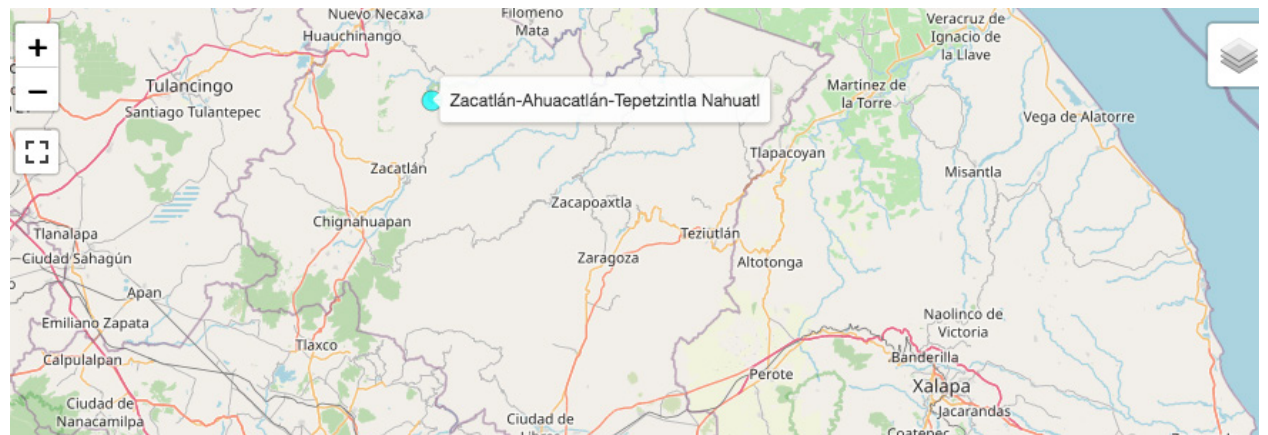 Nuevo Necaxa
Huauchinango
Filomeno
Mata
Veracruz de
Ignacio de
la Llave
+
−
Tulancingo
Santiago Tulantepec
Zacatlán-Ahuacatlán-Tepetzintla Nahuatl
Martínez de
la Torre
Vega de Alatorre
Zacatlán
Tlapacoyan
Misantla
Zacapoaxtla
Chignahuapan
Tlanalapa
Teziutlán
Ciudad Sahagún
Zaragoza
Altotonga
Apan
Emiliano Zapata
Naolinco de
Victoria
Tlaxco
Calpulalpan
Banderilla
Perote
Xalapa
Ciudad de
Nanacamilpa
Jacarandas
Ciudad de
Coatepec